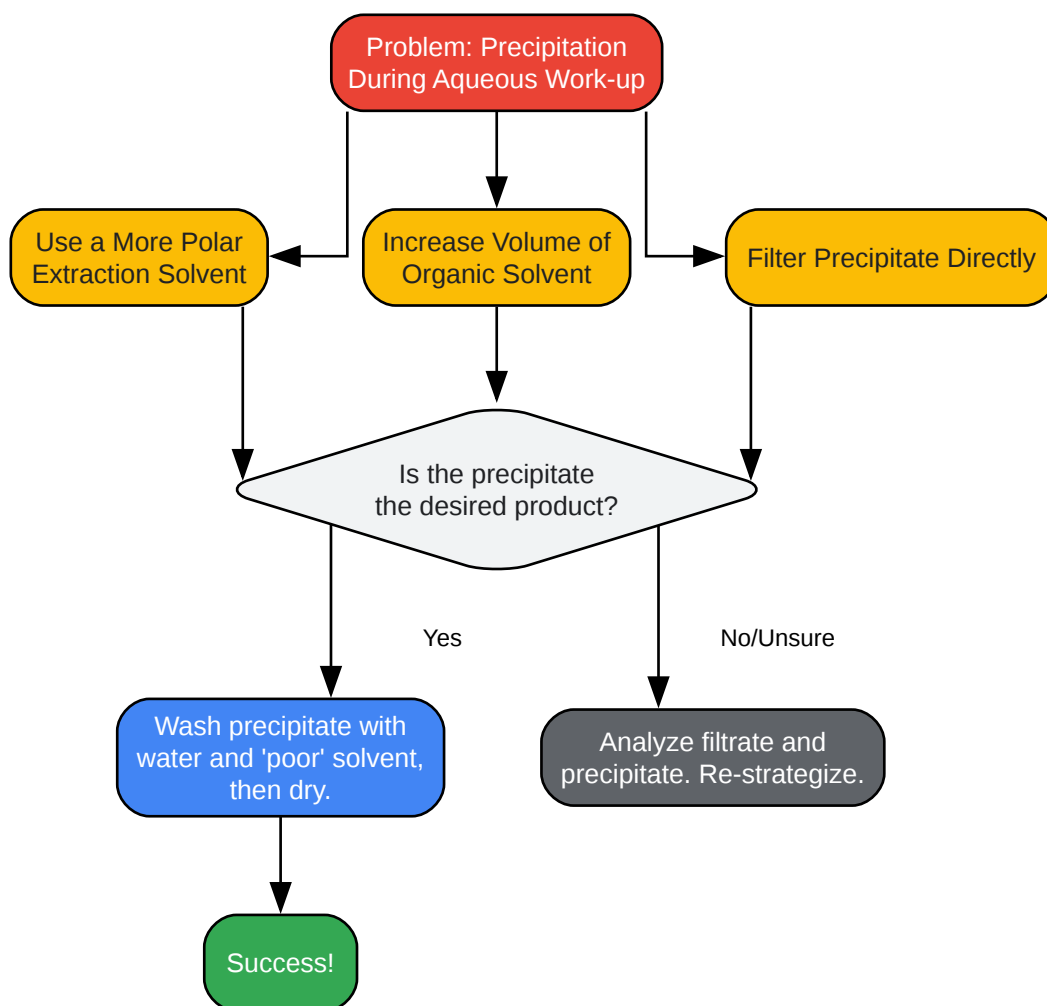 Problem: Precipitation
During Aqueous Work-up
Use a More Polar
Extraction Solvent
Increase Volume of
Organic Solvent
Filter Precipitate Directly
Is the precipitate
the desired product?
Yes
No/Unsure
Wash precipitate with
water and 'poor' solvent,
then dry.
Analyze filtrate and
precipitate. Re-strategize.
Success!